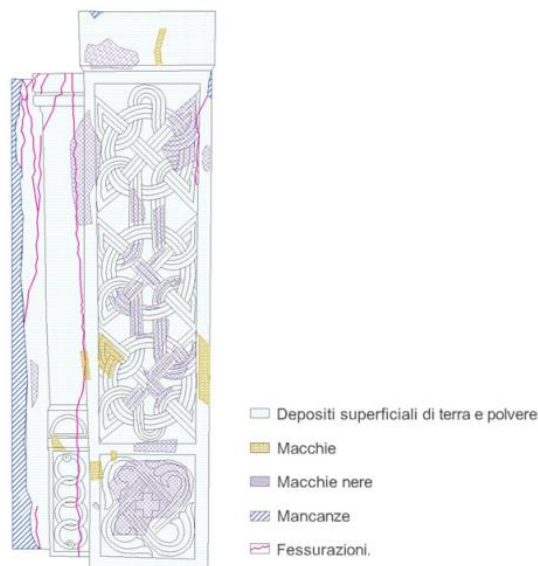 Depositi superficiali di terra e polvere
Macchie
Macchie nere
Mancanze
Fessurazioni.